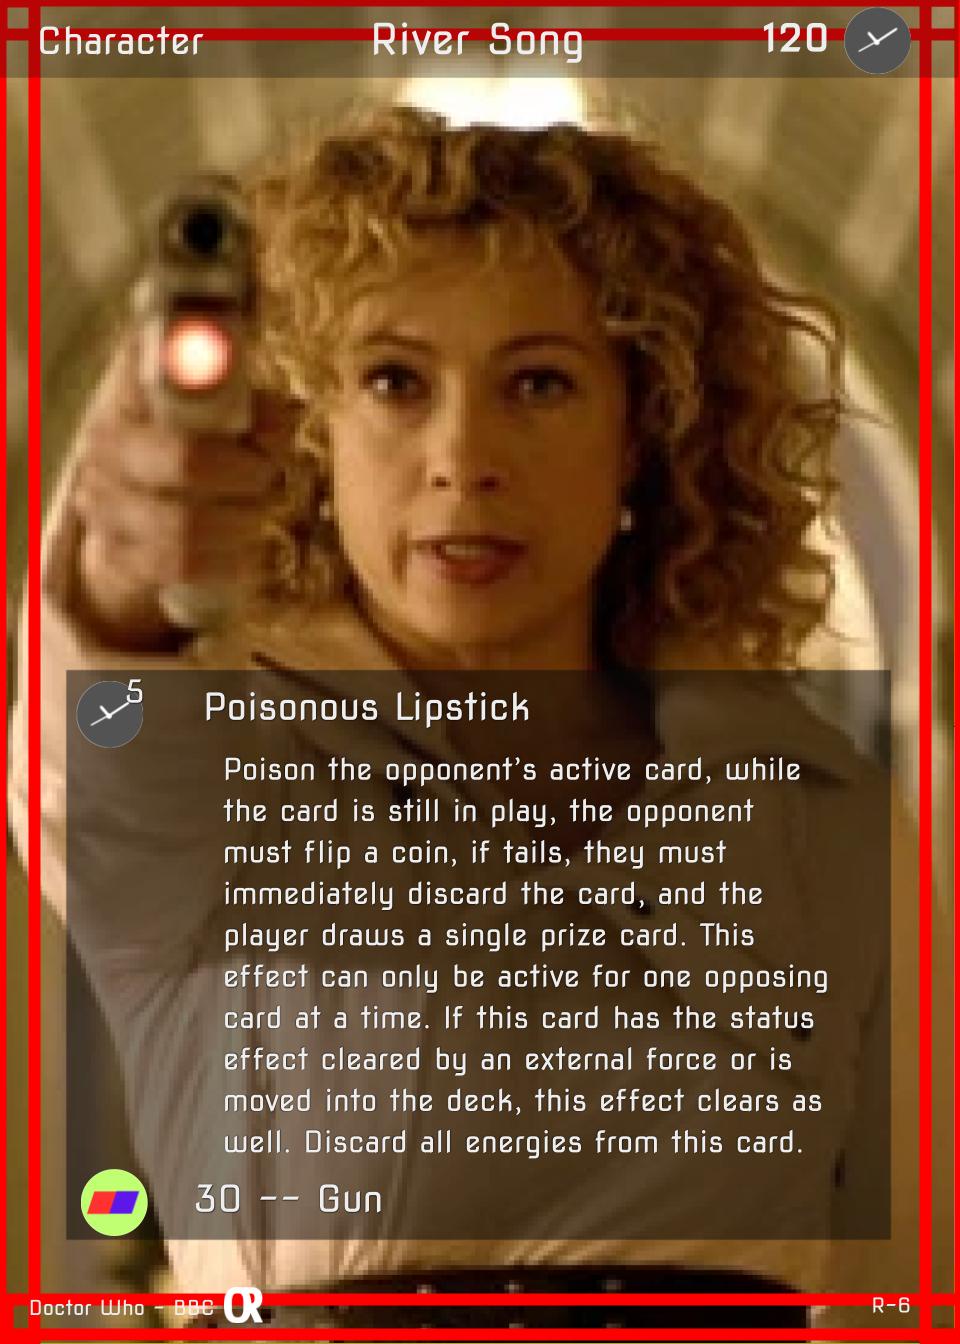 Character River Song 120
5 Poisonous Lipstick
Poison the opponent's active card, while
the card is still in play, the opponent
must flip a coin, if tails, they must
immediately discard the card, and the
player draws a single prize card. This
effect can only be active for one opposing
card at a time. If this card has the status
effect cleared by an external force or is
moved into the deck, this effect clears as
well. Discard all energies from this card.
30 -- Gun
Doctor Who - BBC OR R-6